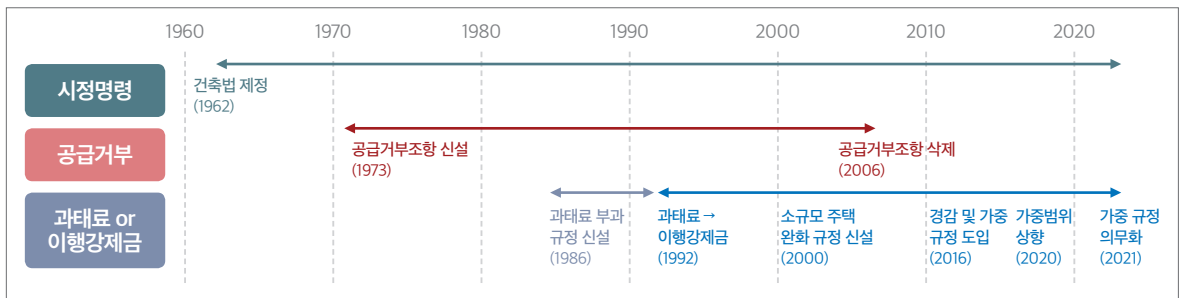 1960 1970 1980 1990 2000 2010 2020
시정명령
건축법 제정
(1962)
공급거부
공급거부조항 신설
(1973)
공급거부조항 삭제
(2006)
과태료 or
이행강제금
과태료 부과
규정 신설
(1986)
과태료 →
이행강제금
(1992)
소규모 주택
완화 규정 신설
(2000)
경감 및 가중
규정 도입
(2016)
가중범위
상향
(2020)
가중 규정
의무화
(2021)